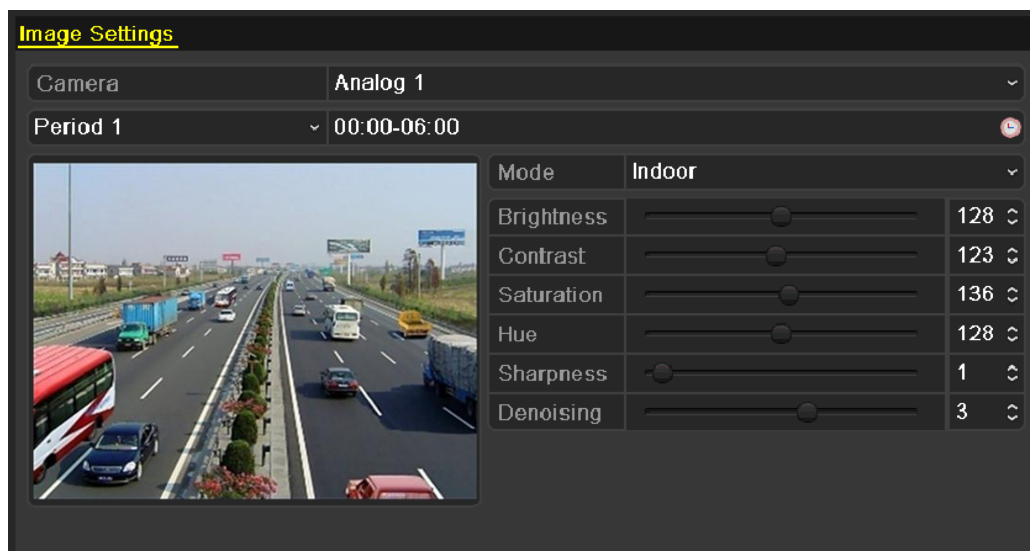 Image Settings
Camera Analog 1
Period 1 00:00-06:00
Mode Indoor
Brightness 128
Contrast 123
Saturation 136
Hue 128
Sharpness 1
Denoising 3